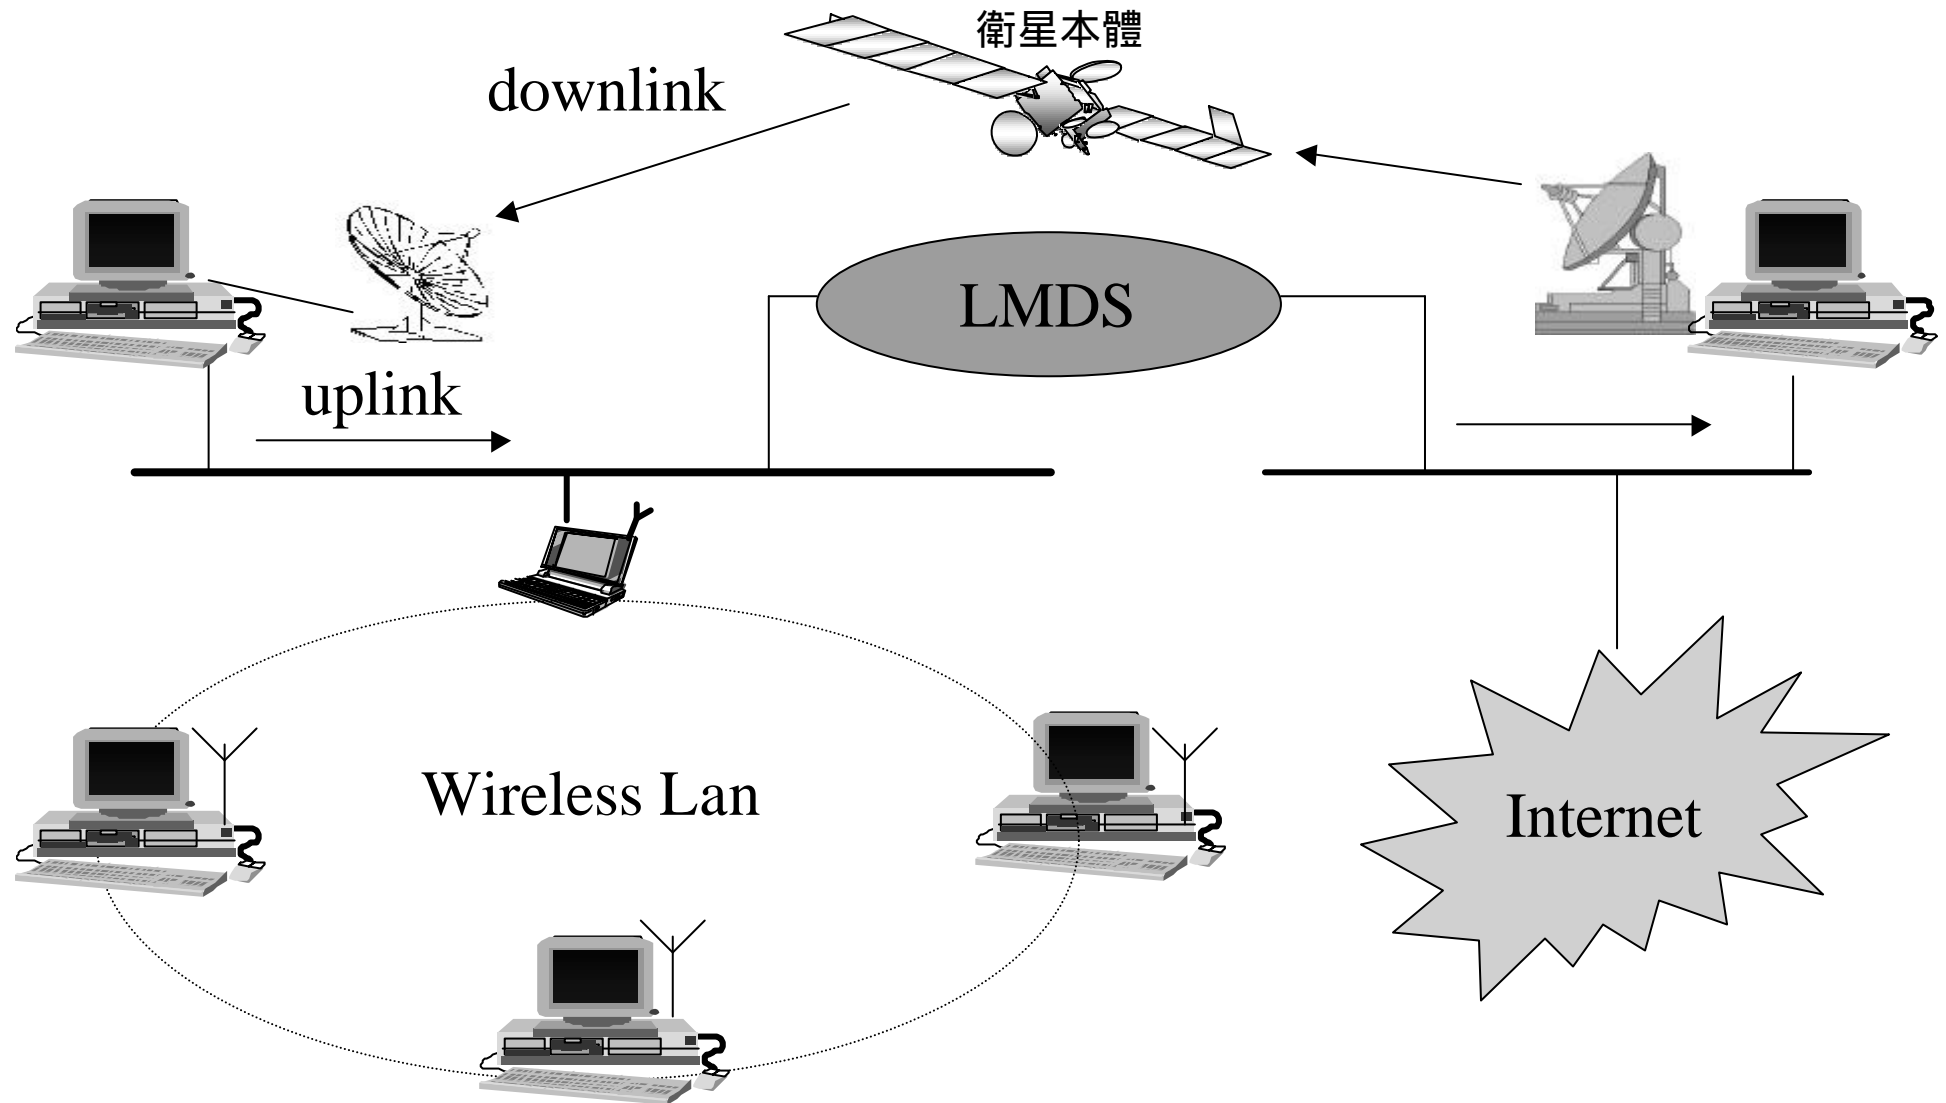 衛星本體
downlink
LMDS
uplink
Wireless Lan
Internet